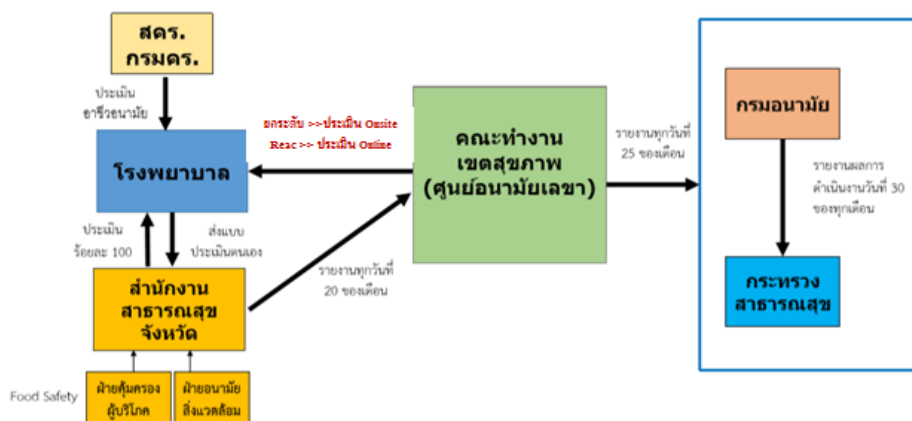 สคร.
กรมคร.
ประเมิน
อาชีวอนามัย
โรงพยาบาล
ยกระดับ >>ประเมิน Onsite
Reac >> ประเมิน Online
คณะทำงาน
เขตสุขภาพ
(ศูนย์อนามัยเลขา)
รายงานทุกวันที่
25 ของเดือน
กรมอนามัย
รายงานผลการ
ดำเนินงานวันที่ 30
ของทุกเดือน
กระทรวง
สาธารณสุข
ประเมิน
ร้อยละ 100
ส่งแบบ
ประเมินตนเอง
สำนักงาน
สาธารณสุข
จังหวัด
รายงานทุกวันที่
20 ของเดือน
Food Safety
ฝ่ายคุ้มครอง
ผู้บริโภค
ฝ่ายอนามัย
สิ่งแวดล้อม